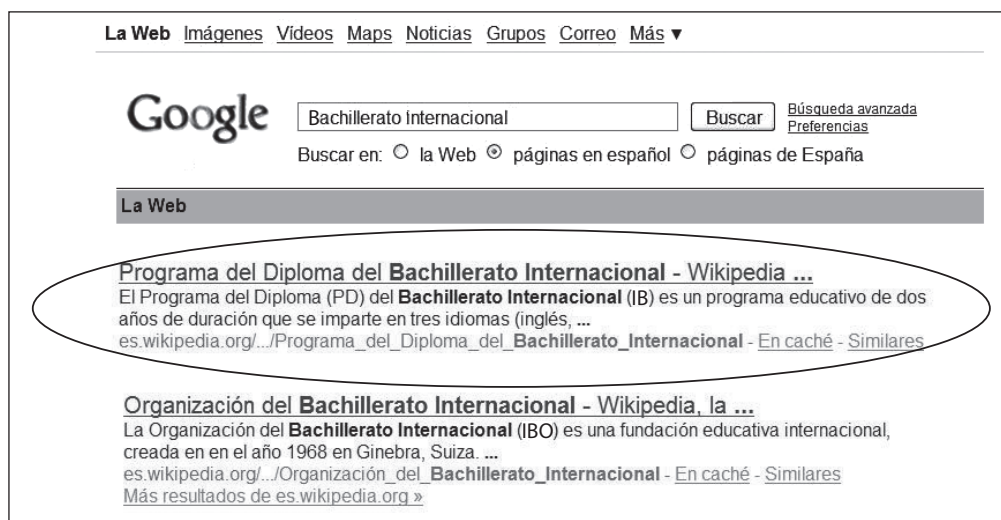 La Web Imágenes Vídeos Maps Noticias Grupos Correo Más ▼
Google
Bachillerato Internacional Buscar Búsqueda avanzada
Preferencias
Buscar en: la Web páginas en español páginas de España
La Web
Programa del Diploma del Bachillerato Internacional - Wikipedia ...
El Programa del Diploma (PD) del Bachillerato Internacional (IB) es un programa educativo de dos
años de duración que se imparte en tres idiomas (inglés, ...
es.wikipedia.org/.../Programa_del_Diploma_del_Bachillerato_Internacional - En caché - Similares
Organización del Bachillerato Internacional - Wikipedia, la ...
La Organización del Bachillerato Internacional (IBO) es una fundación educativa internacional,
creada en en el año 1968 en Ginebra, Suiza. ...
es.wikipedia.org/.../Organización_del_Bachillerato_Internacional - En caché - Similares
Más resultados de es.wikipedia.org »